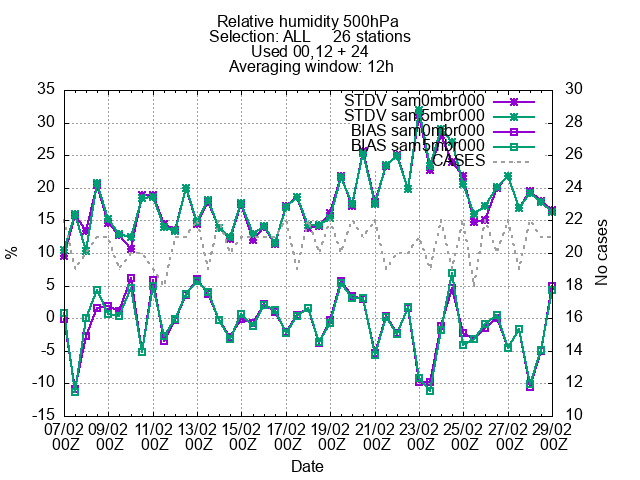 Relative humidity 500hPa
Selection: ALL 26 stations
Used 00,12 + 24
Averaging window: 12h
35
30
25
20
15
10
5
0
-5
-10
-15
%
30
28
26
24
22
20
18
16
14
12
10
No cases
STDV sam0mbr000
STDV sam5mbr000
BIAS sam0mbr000
BIAS sam5mbr000
CASES
07/02 09/02 11/02 13/02 15/02 17/02 19/02 21/02 23/02 25/02 27/02 29/02
00Z 00Z 00Z 00Z 00Z 00Z 00Z 00Z 00Z 00Z 00Z 00Z
Date